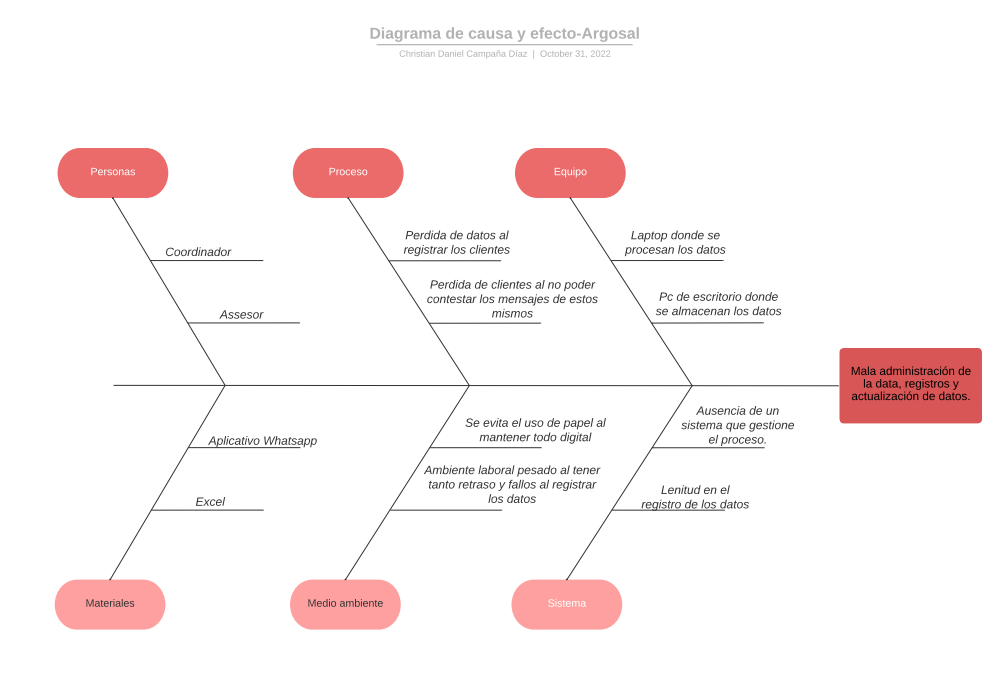 Diagrama de causa y efecto-Argosal
Christian Daniel Campaña Díaz | October 31, 2022
Personas
Proceso
Equipo
Coordinador
Assesor
Perdida de datos al
registrar los clientes
Perdida de clientes al no poder
contestar los mensajes de estos
mismos
Laptop donde se
procesan los datos
Pc de escritorio donde
se almacenan los datos
Mala administración de
la data, registros y
actualización de datos.
Aplicativo Whatsapp
Excel
Se evita el uso de papel al
mantener todo digital
Ambiente laboral pesado al tener
tanto retraso y fallos al registrar
los datos
Ausencia de un
sistema que gestione
el proceso.
Lenitud en el
registro de los datos
Materiales
Medio ambiente
Sistema